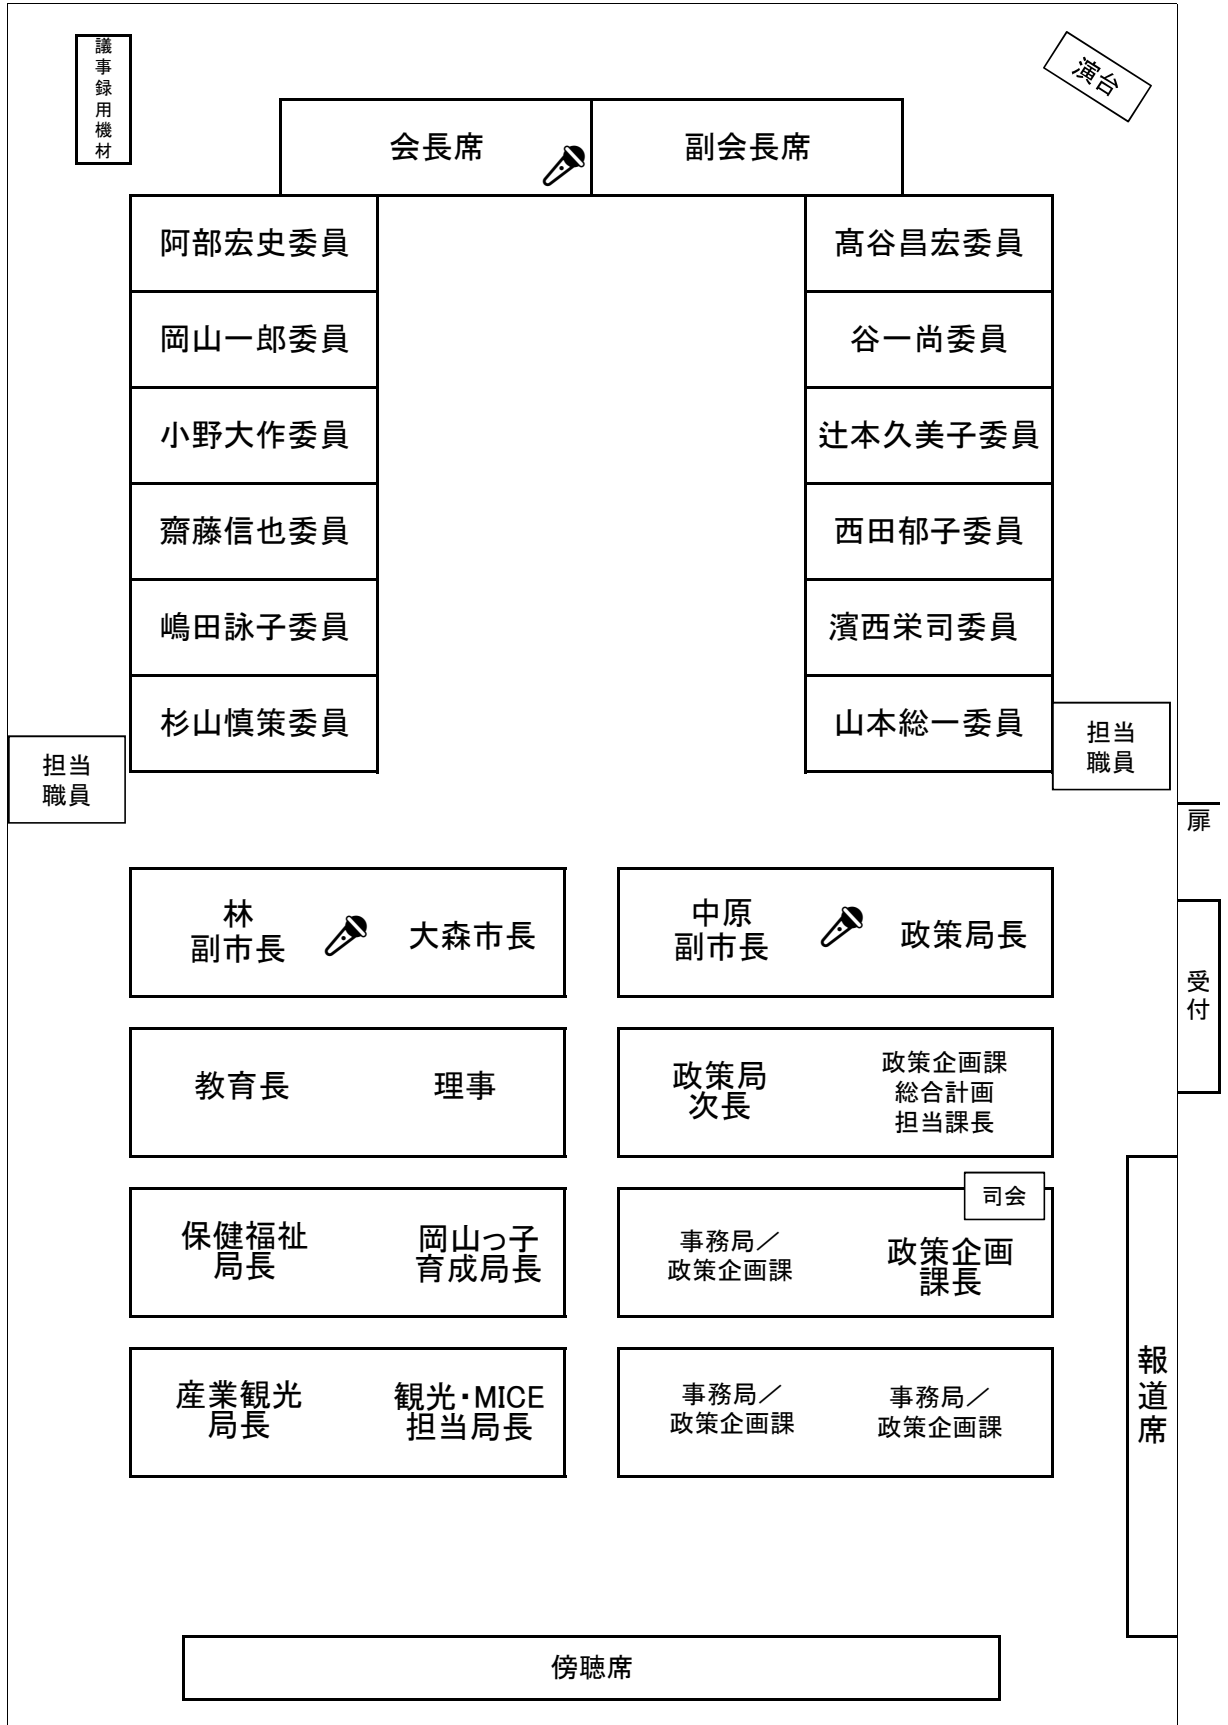 議事録用機材
演台
会長席
副会長席
阿部宏史委員
髙谷昌宏委員
岡山一郎委員
谷一尚委員
小野大作委員
辻本久美子委員
齋藤信也委員
西田郁子委員
嶋田詠子委員
濱西栄司委員
杉山慎策委員
山本総一委員
担当
職員
担当
職員
扉
林
副市長
大森市長
中原
副市長
政策局長
受付
教育長
理事
政策局
次長
政策企画課
総合計画
担当課長
保健福祉
局長
岡山っ子
育成局長
事務局／
政策企画課
司会
政策企画
課長
産業観光
局長
観光・MICE
担当局長
事務局／
政策企画課
事務局／
政策企画課
報道席
傍聴席